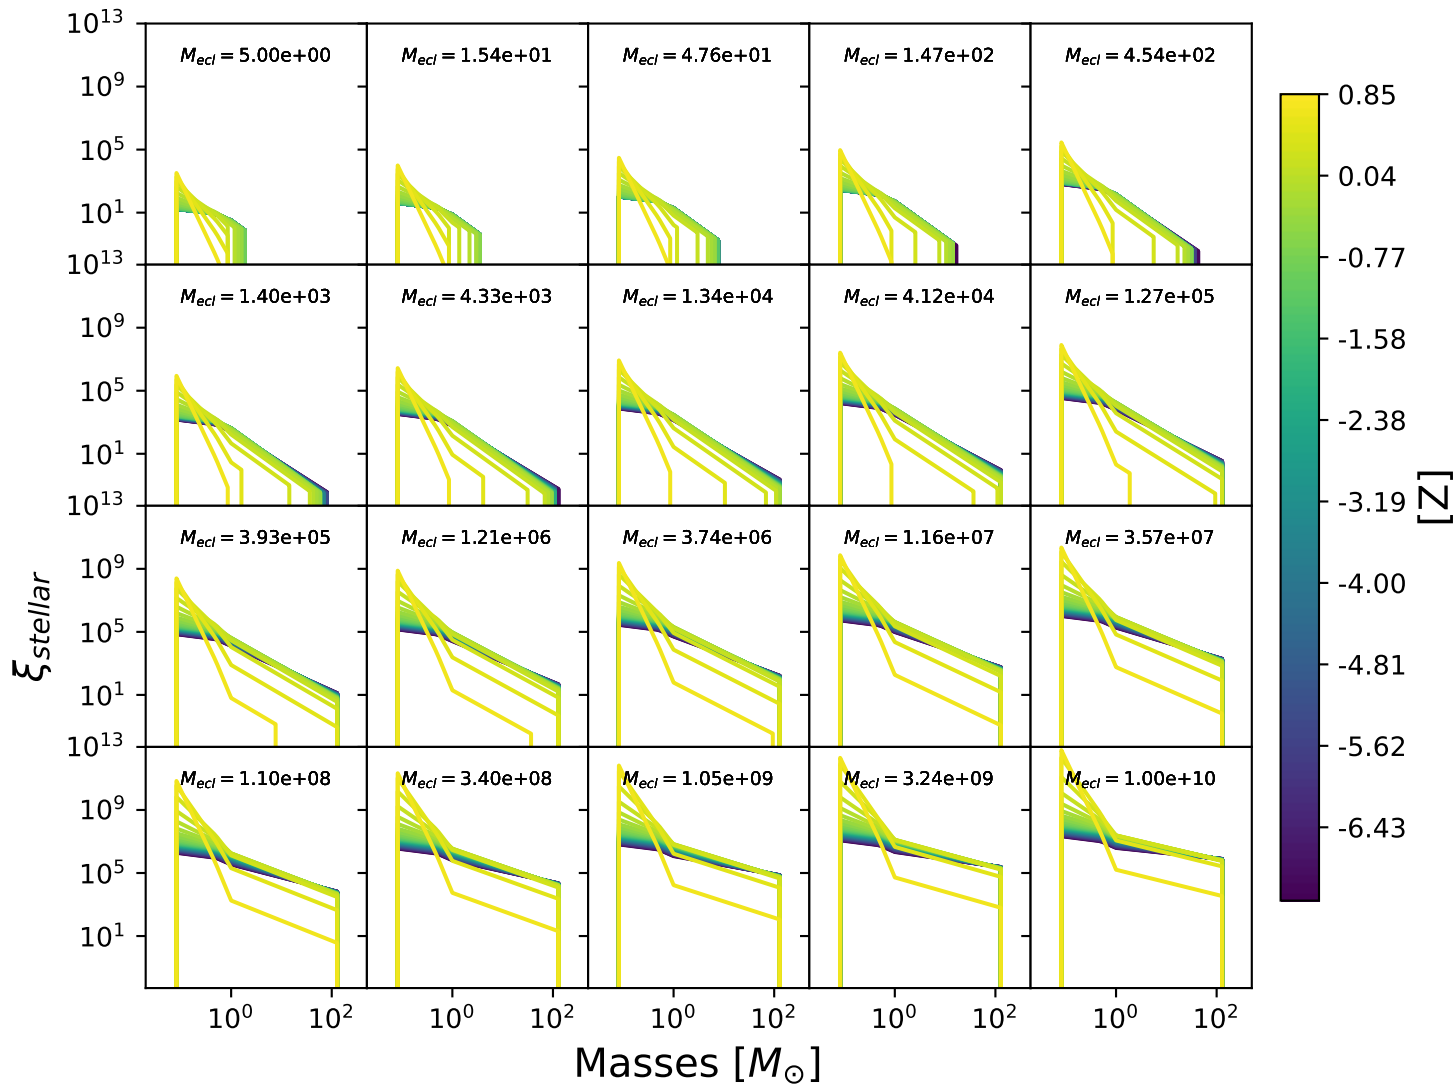 10^13
10^9
10^5
10^1
10^13
10^9
10^5
10^1
10^13
10^9
10^5
10^1
10^13
10^9
10^5
10^1
M_ecl = 5.00e+00
M_ecl = 1.54e+01
M_ecl = 4.76e+01
M_ecl = 1.47e+02
M_ecl = 4.54e+02
M_ecl = 1.40e+03
M_ecl = 4.33e+03
M_ecl = 1.34e+04
M_ecl = 4.12e+04
M_ecl = 1.27e+05
M_ecl = 3.93e+05
M_ecl = 1.21e+06
M_ecl = 3.74e+06
M_ecl = 1.16e+07
M_ecl = 3.57e+07
M_ecl = 1.10e+08
M_ecl = 3.40e+08
M_ecl = 1.05e+09
M_ecl = 3.24e+09
M_ecl = 1.00e+10
ξ_stellar
10^0 10^2 10^0 10^2 10^0 10^2 10^0 10^2 10^0 10^2
Masses [M_⊙]
0.85
0.04
-0.77
-1.58
-2.38
-3.19
-4.00
-4.81
-5.62
-6.43
[Z]